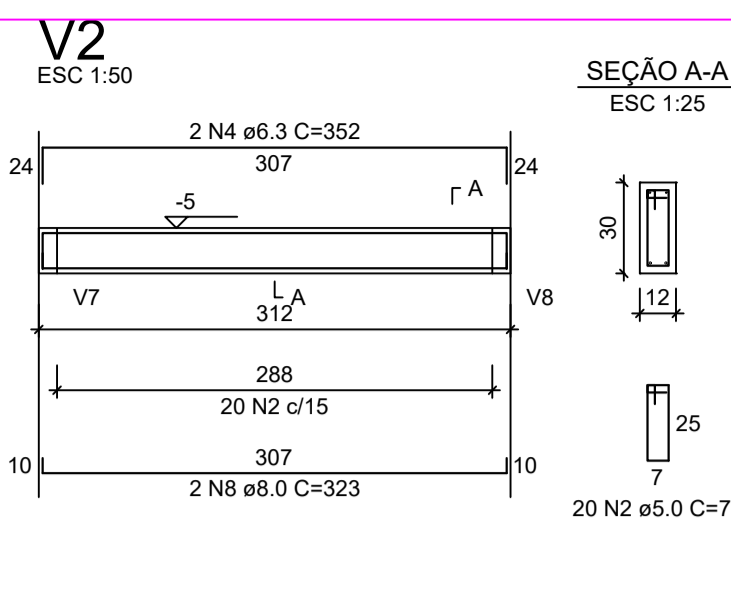 V2
ESC 1:50
SEÇÃO A-A
ESC 1:25
2 N4 ø6.3 C=352
24
307
24
-5
A
30
V7
A
V8
312
12
288
20 N2 c/15
25
7
10
307
10
2 N8 ø8.0 C=323
20 N2 ø5.0 C=7